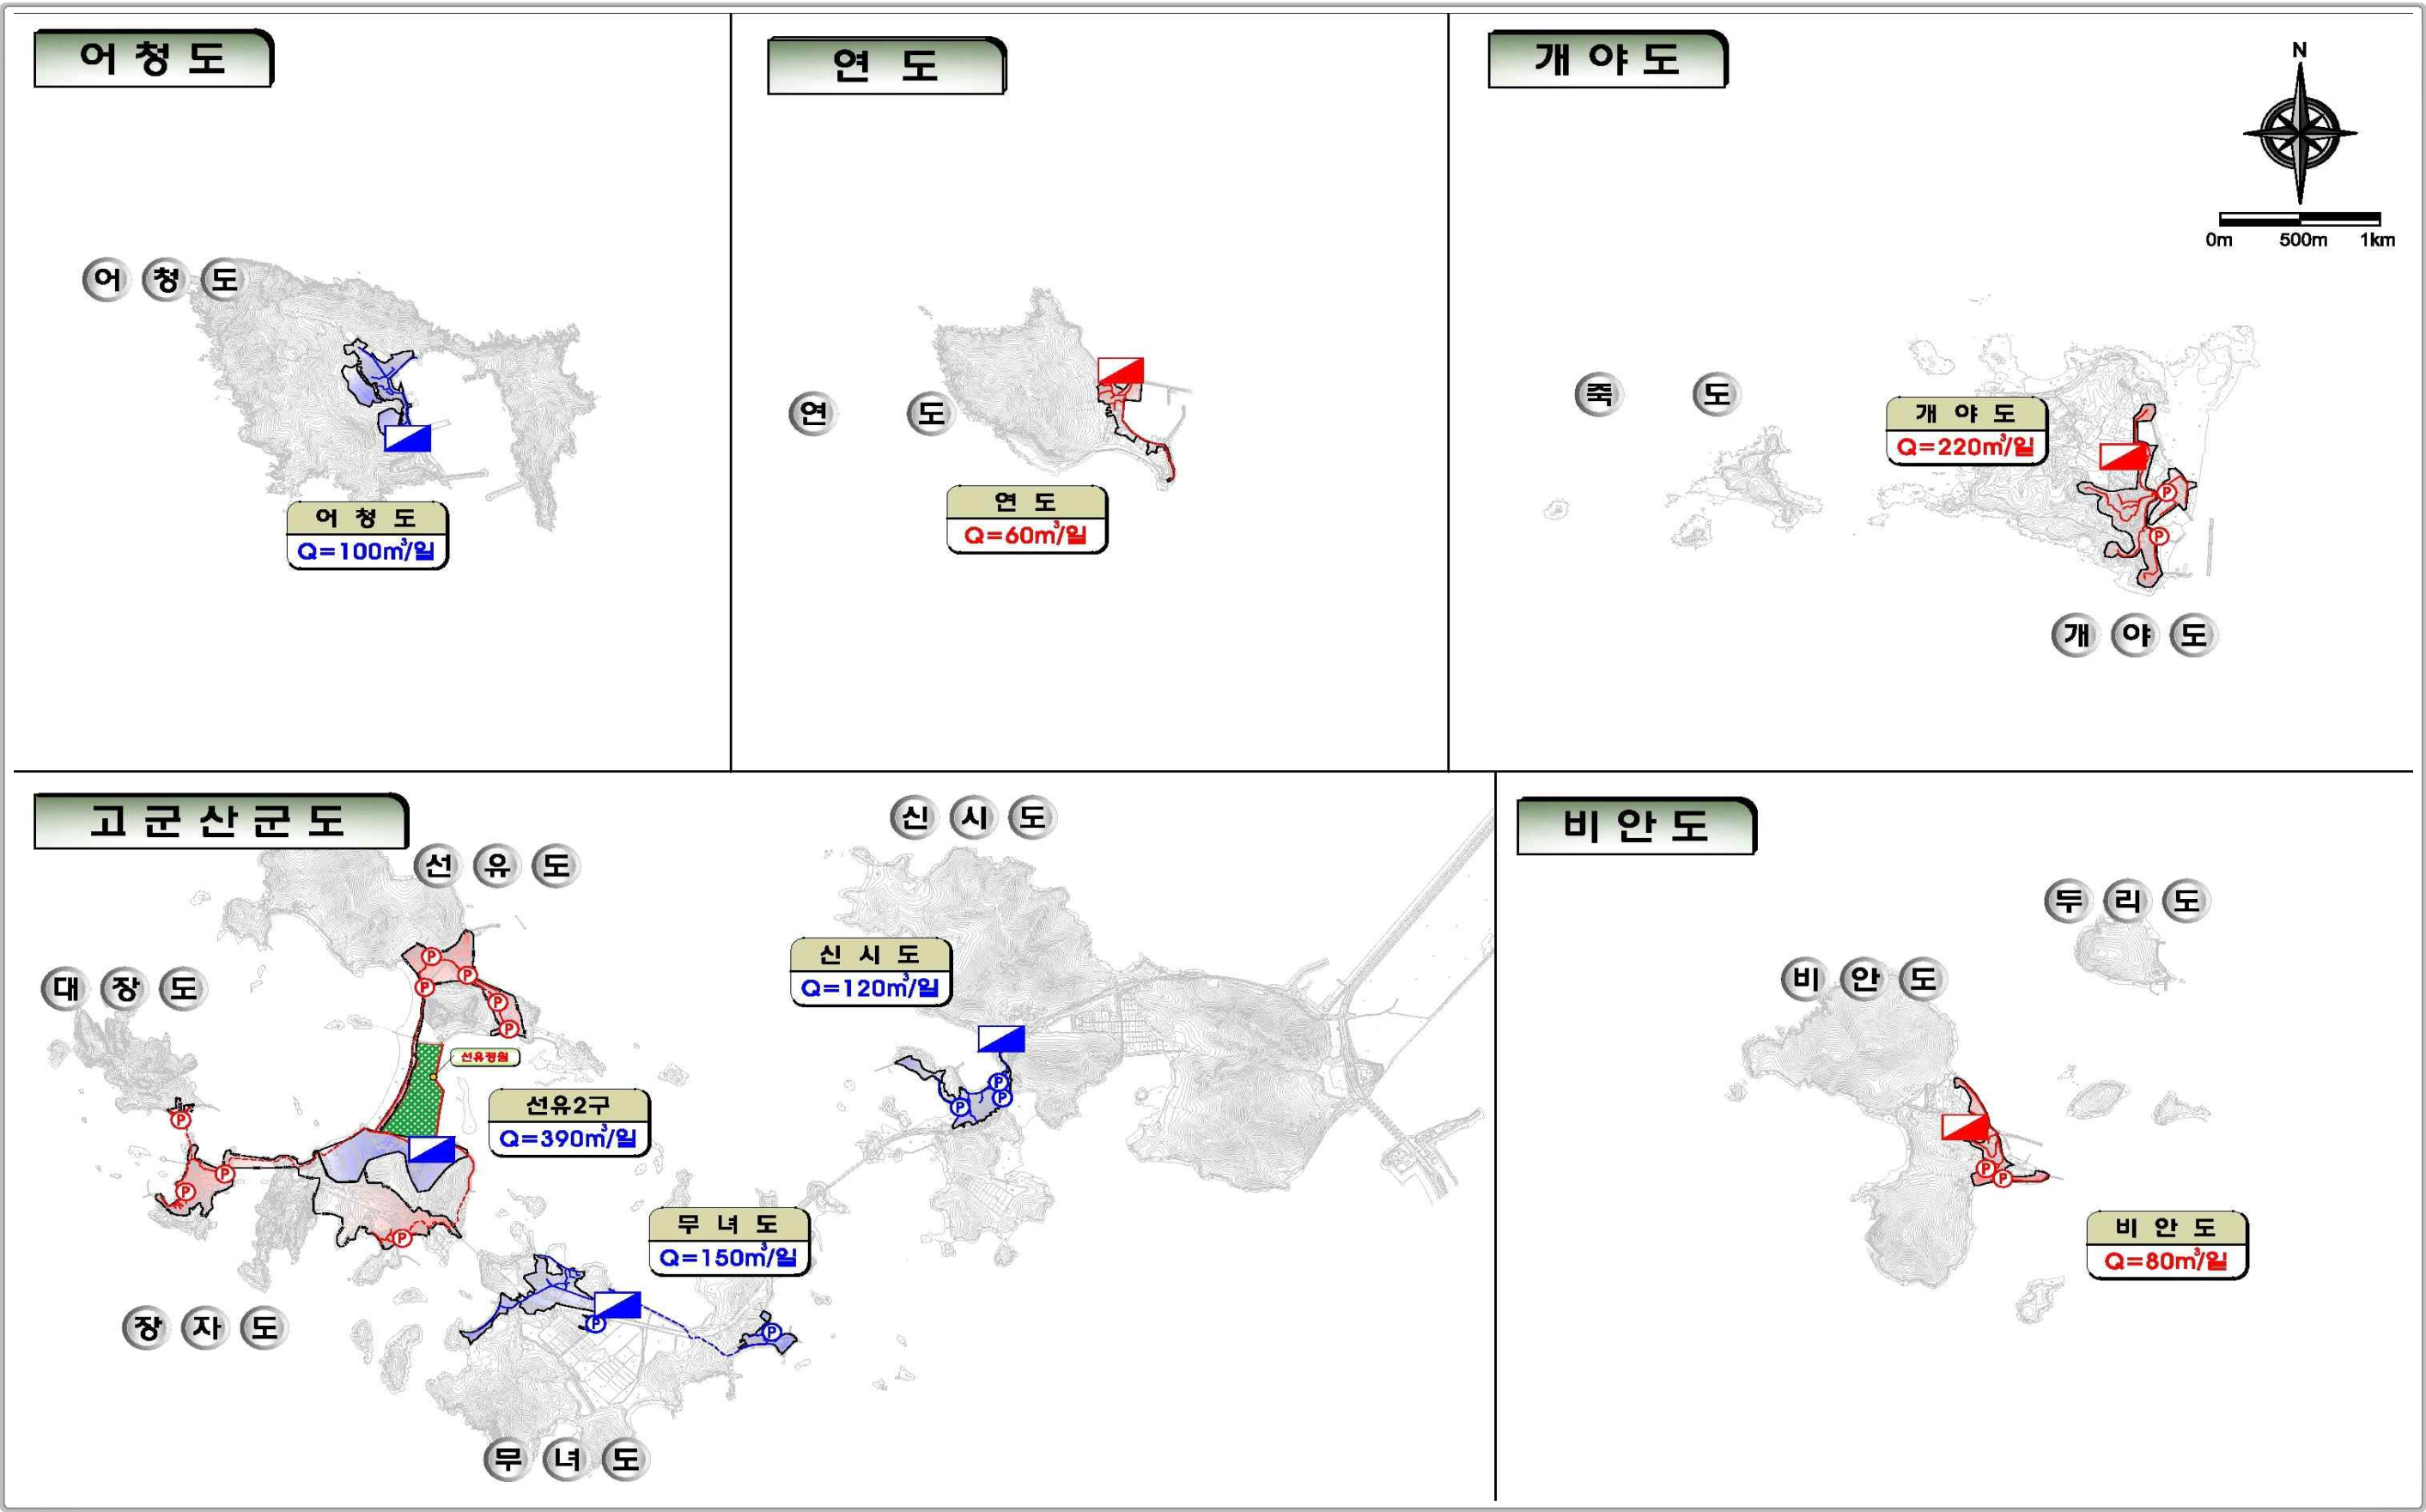 어청도
어청도
어청도
Q=100m³/일
연도
연도
연도
Q=60m³/일
개야도
N
0m 500m 1km
죽도
개야도
Q=220m³/일
P
P
개야도
고군산군도
선유도
신시도
대장도
신시도
Q=120m³/일
P
P
P
P
P
선유정원
선유2구
Q=390m³/일
P
P
P
P
P
P
P
무녀도
Q=150m³/일
P
P
장자도
무녀도
비안도
두리도
비안도
P
P
비안도
Q=80m³/일